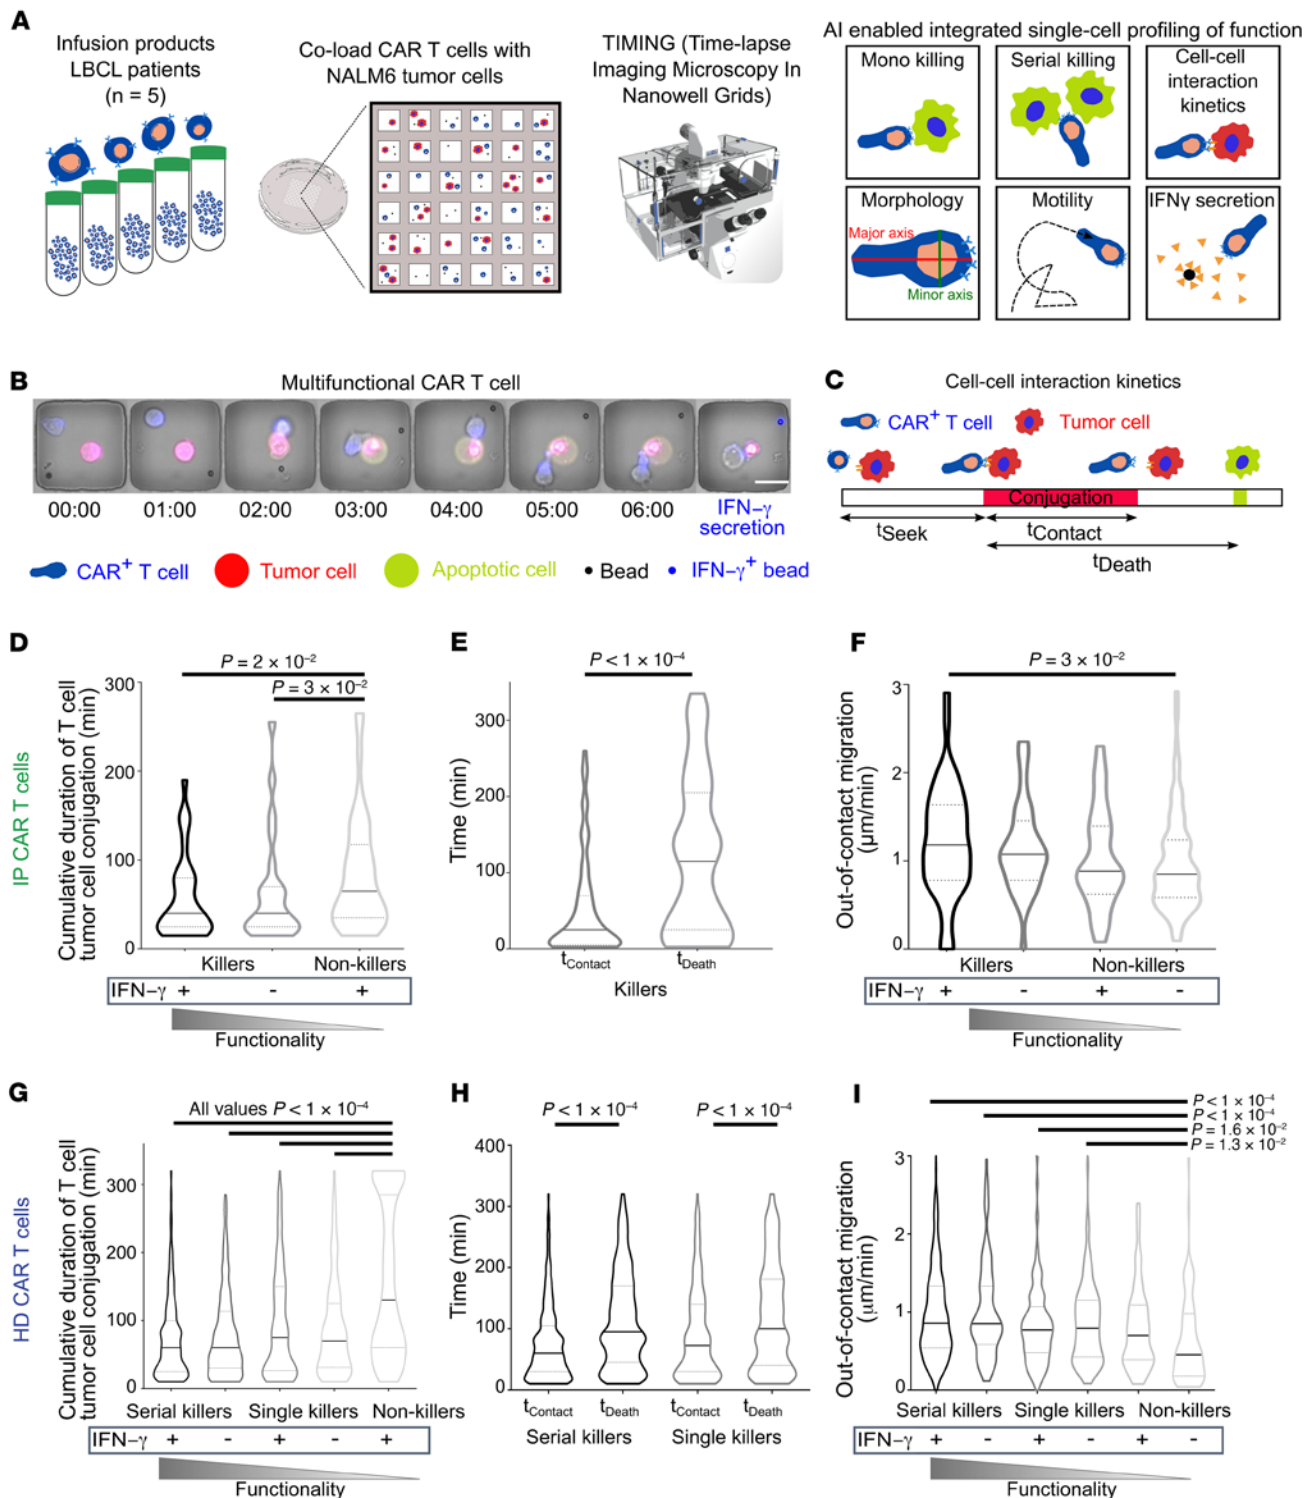 A
Infusion products
LBCL patients
(n = 5)
Co-load CAR T cells with
NALM6 tumor cells
TIMING (Time-lapse
Imaging Microscopy In
Nanowell Grids)
AI enabled integrated single-cell profiling of function
Mono killing
Serial killing
Cell-cell
interaction
kinetics
Morphology
Major axis
Minor axis
Motility
IFNγ secretion
B
Multifunctional CAR T cell
00:00
01:00
02:00
03:00
04:00
05:00
06:00
IFN–γ
secretion
CAR+ T cell
Tumor cell
Apoptotic cell
Bead
IFN–γ+ bead
C
Cell-cell interaction kinetics
CAR+ T cell
Tumor cell
Conjugation
tSeek
tContact
tDeath
IP CAR T cells
D
P = 2 × 10−2
P = 3 × 10−2
Cumulative duration of T cell
tumor cell conjugation (min)
300
200
100
0
Killers
Non-killers
IFN–γ + - +
Functionality
E
P < 1 × 10−4
Time (min)
300
200
100
0
tContact
tDeath
Killers
F
P = 3 × 10−2
Out-of-contact migration
(μm/min)
3
2
1
0
Killers
Non-killers
IFN–γ + - + -
Functionality
HD CAR T cells
G
All values P < 1 × 10−4
Cumulative duration of T cell
tumor cell conjugation (min)
300
200
100
0
Serial killers
Single killers
Non-killers
IFN–γ + - + - +
Functionality
H
P < 1 × 10−4
P < 1 × 10−4
Time (min)
400
300
200
100
0
tContact
tDeath
tContact
tDeath
Serial killers
Single killers
I
P < 1 × 10−4
P < 1 × 10−4
P = 1.6 × 10−2
P = 1.3 × 10−2
Out-of-contact migration
(μm/min)
3
2
1
0
Serial killers
Single killers
Non-killers
IFN–γ + - + - + -
Functionality